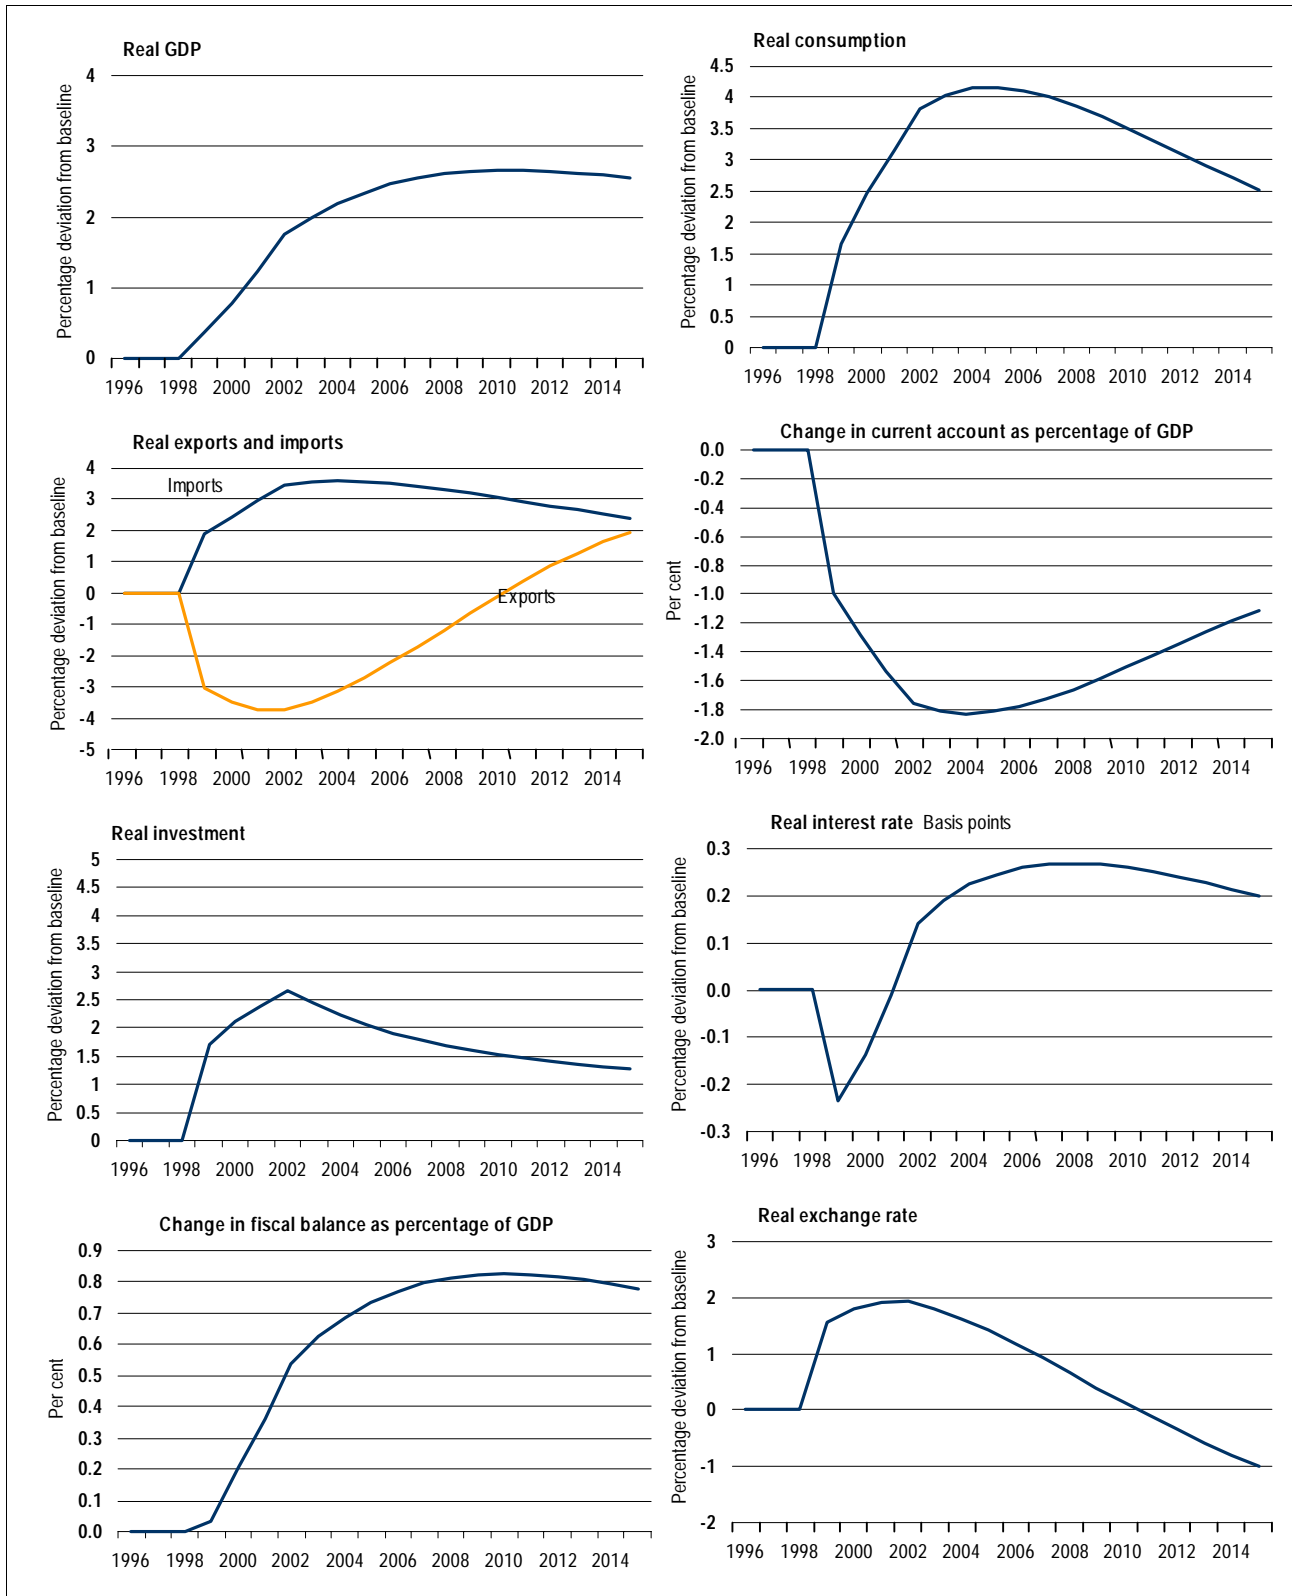 Real GDP
Percentage deviation from baseline
4
3
2
1
0
1996 1998 2000 2002 2004 2006 2008 2010 2012 2014
Real consumption
Percentage deviation from baseline
4.5
4
3.5
3
2.5
2
1.5
1
0.5
0
1996 1998 2000 2002 2004 2006 2008 2010 2012 2014
Real exports and imports
Percentage deviation from baseline
4
3
2
1
0
-1
-2
-3
-4
-5
Imports
Exports
1996 1998 2000 2002 2004 2006 2008 2010 2012 2014
Change in current account as percentage of GDP
Per cent
0.0
-0.2
-0.4
-0.6
-0.8
-1.0
-1.2
-1.4
-1.6
-1.8
-2.0
1996 1998 2000 2002 2004 2006 2008 2010 2012 2014
Real investment
Percentage deviation from baseline
5
4.5
4
3.5
3
2.5
2
1.5
1
0.5
0
1996 1998 2000 2002 2004 2006 2008 2010 2012 2014
Real interest rate Basis points
Percentage deviation from baseline
0.3
0.2
0.1
0.0
-0.1
-0.2
-0.3
1996 1998 2000 2002 2004 2006 2008 2010 2012 2014
Change in fiscal balance as percentage of GDP
Per cent
0.9
0.8
0.7
0.6
0.5
0.4
0.3
0.2
0.1
0.0
1996 1998 2000 2002 2004 2006 2008 2010 2012 2014
Real exchange rate
Percentage deviation from baseline
3
2
1
0
-1
-2
1996 1998 2000 2002 2004 2006 2008 2010 2012 2014